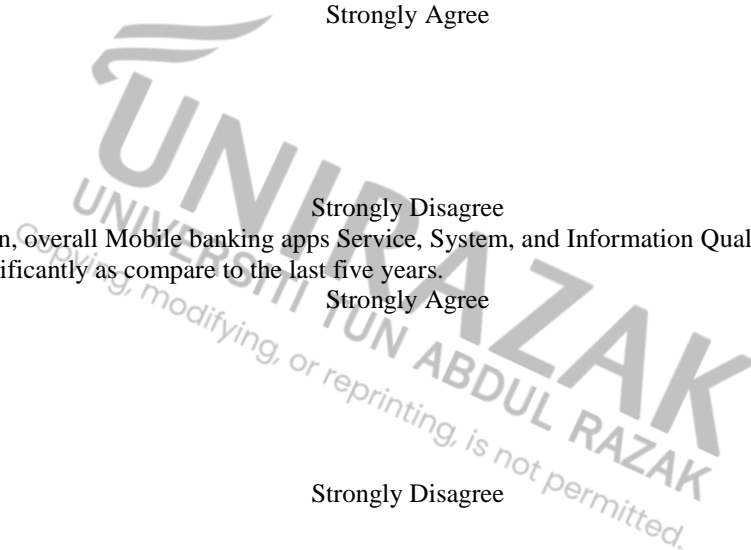 Strongly Agree
Strongly Disagree
n, overall Mobile banking apps Service, System, and Information Qual
ificantly as compare to the last five years.
Strongly Agree
Strongly Disagree
UNIRAZAK
UNIVERSITI TUN ABDUL RAZAK
Copying, modifying, or reprinting, is not permitted.